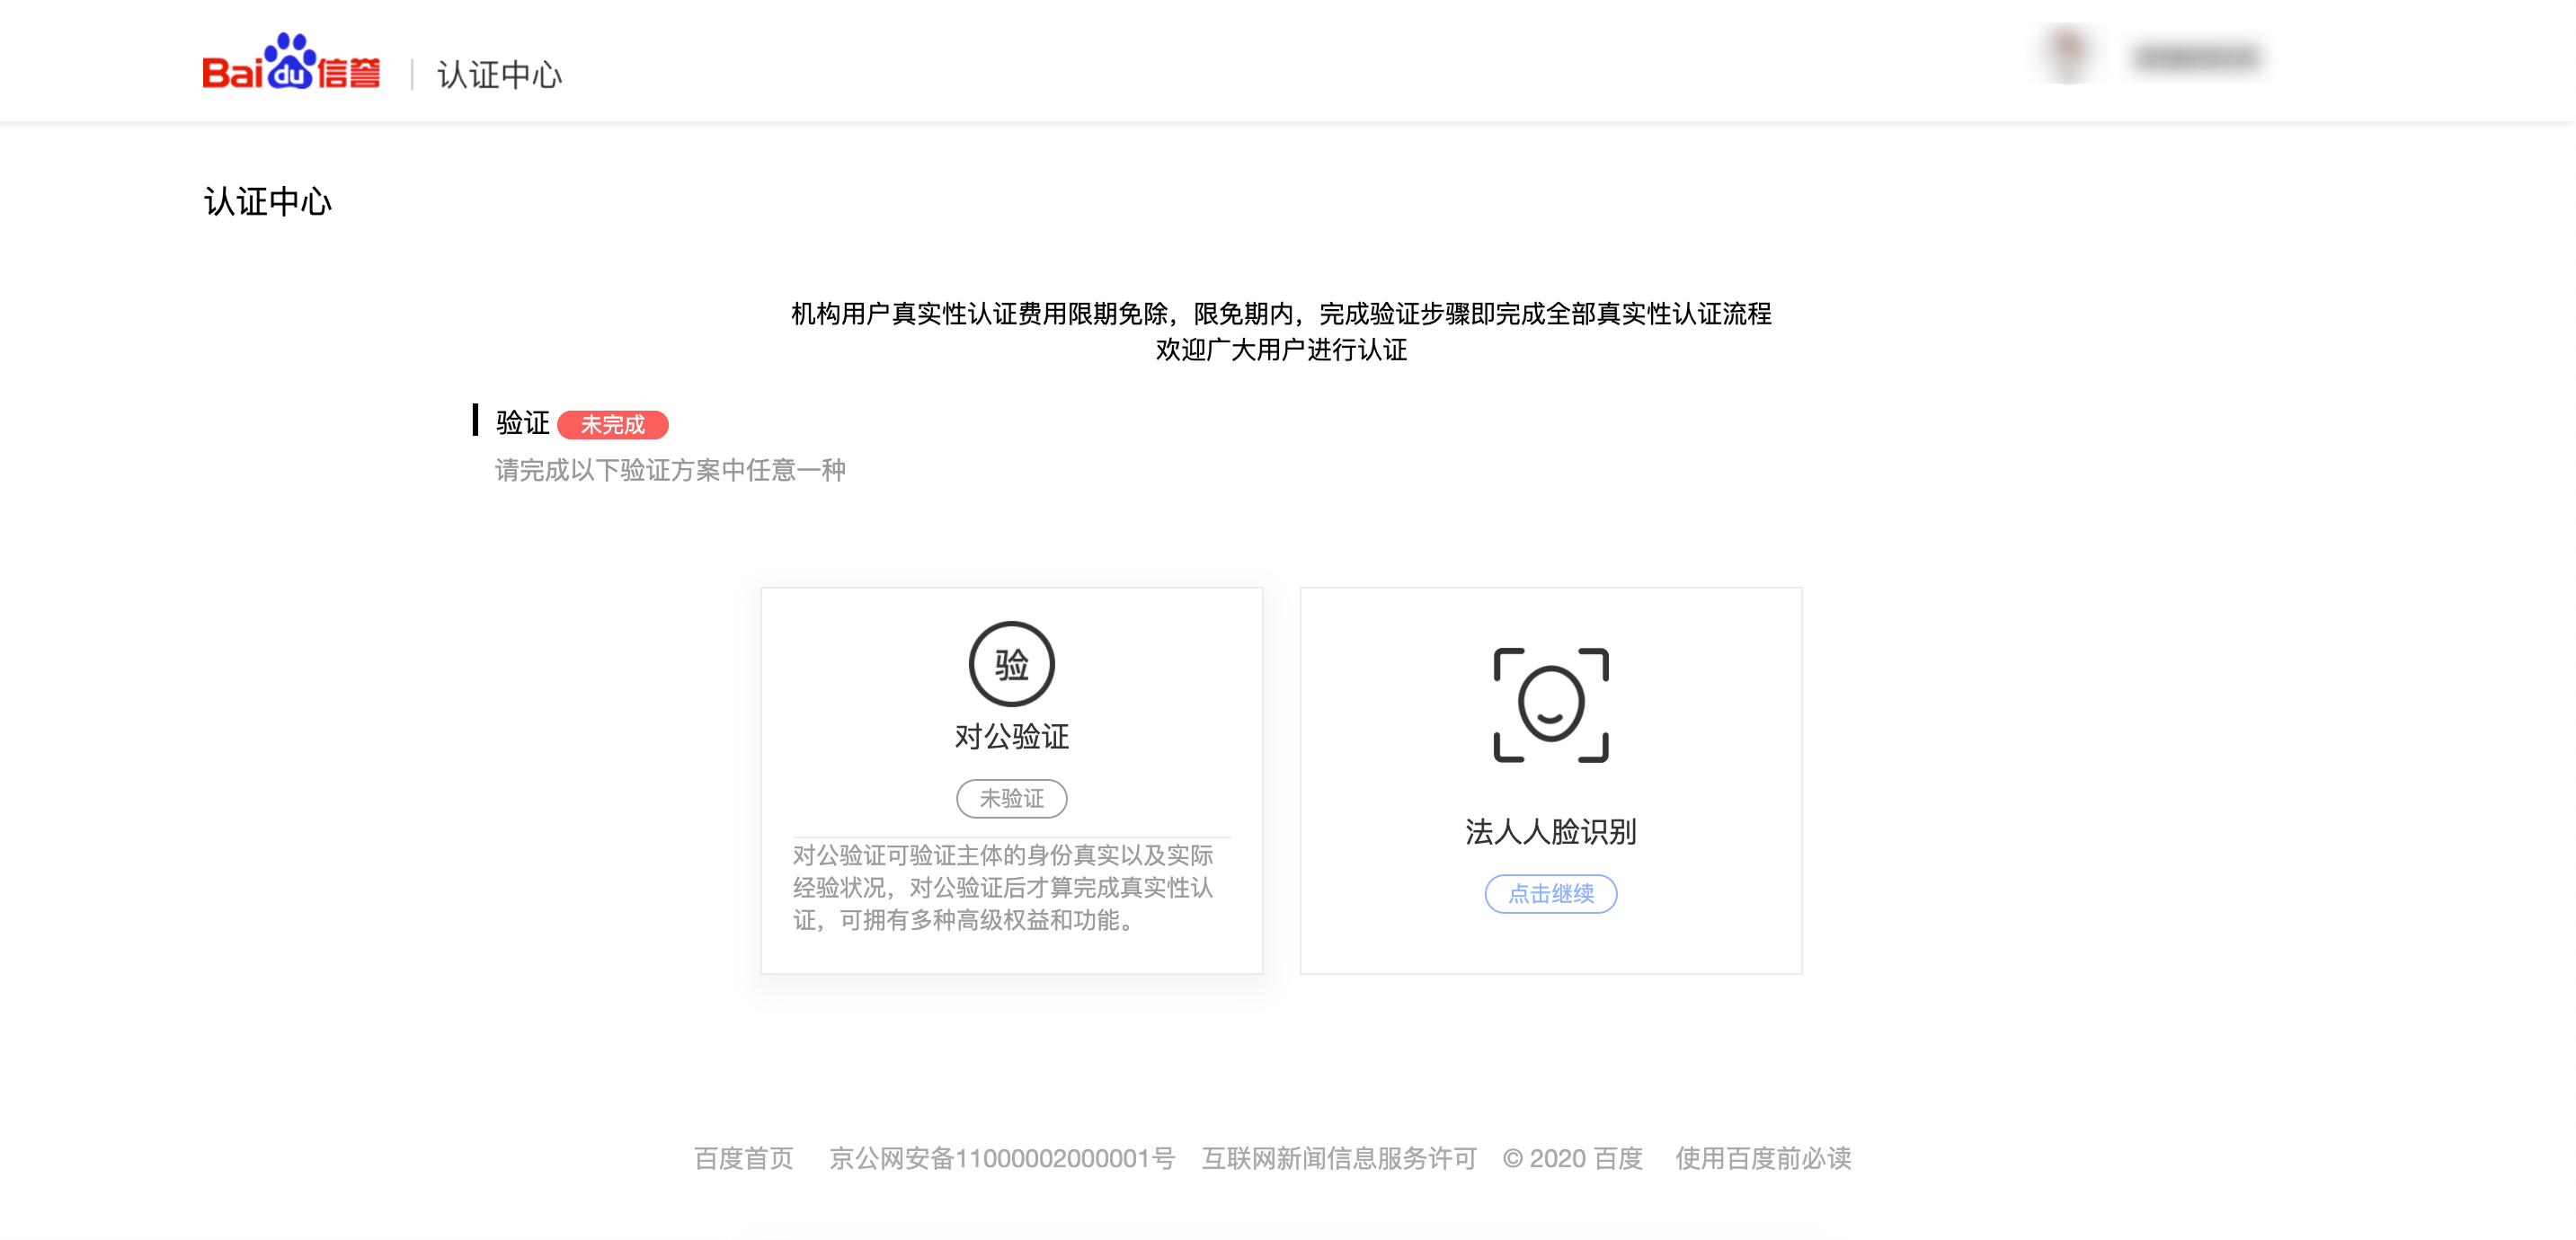 Baidu信誉 | 认证中心
认证中心
机构用户真实性认证费用限期免除，限免期内，完成验证步骤即完成全部真实性认证流程
欢迎广大用户进行认证
验证 未完成
请完成以下验证方案中任意一种
验
对公验证
未验证
对公验证可验证主体的身份真实以及实际
经验状况，对公验证后才算完成真实性认
证，可拥有多种高级权益和功能。
法人人脸识别
点击继续
百度首页 京公网安备11000002000001号 互联网新闻信息服务许可 © 2020 百度 使用百度前必读